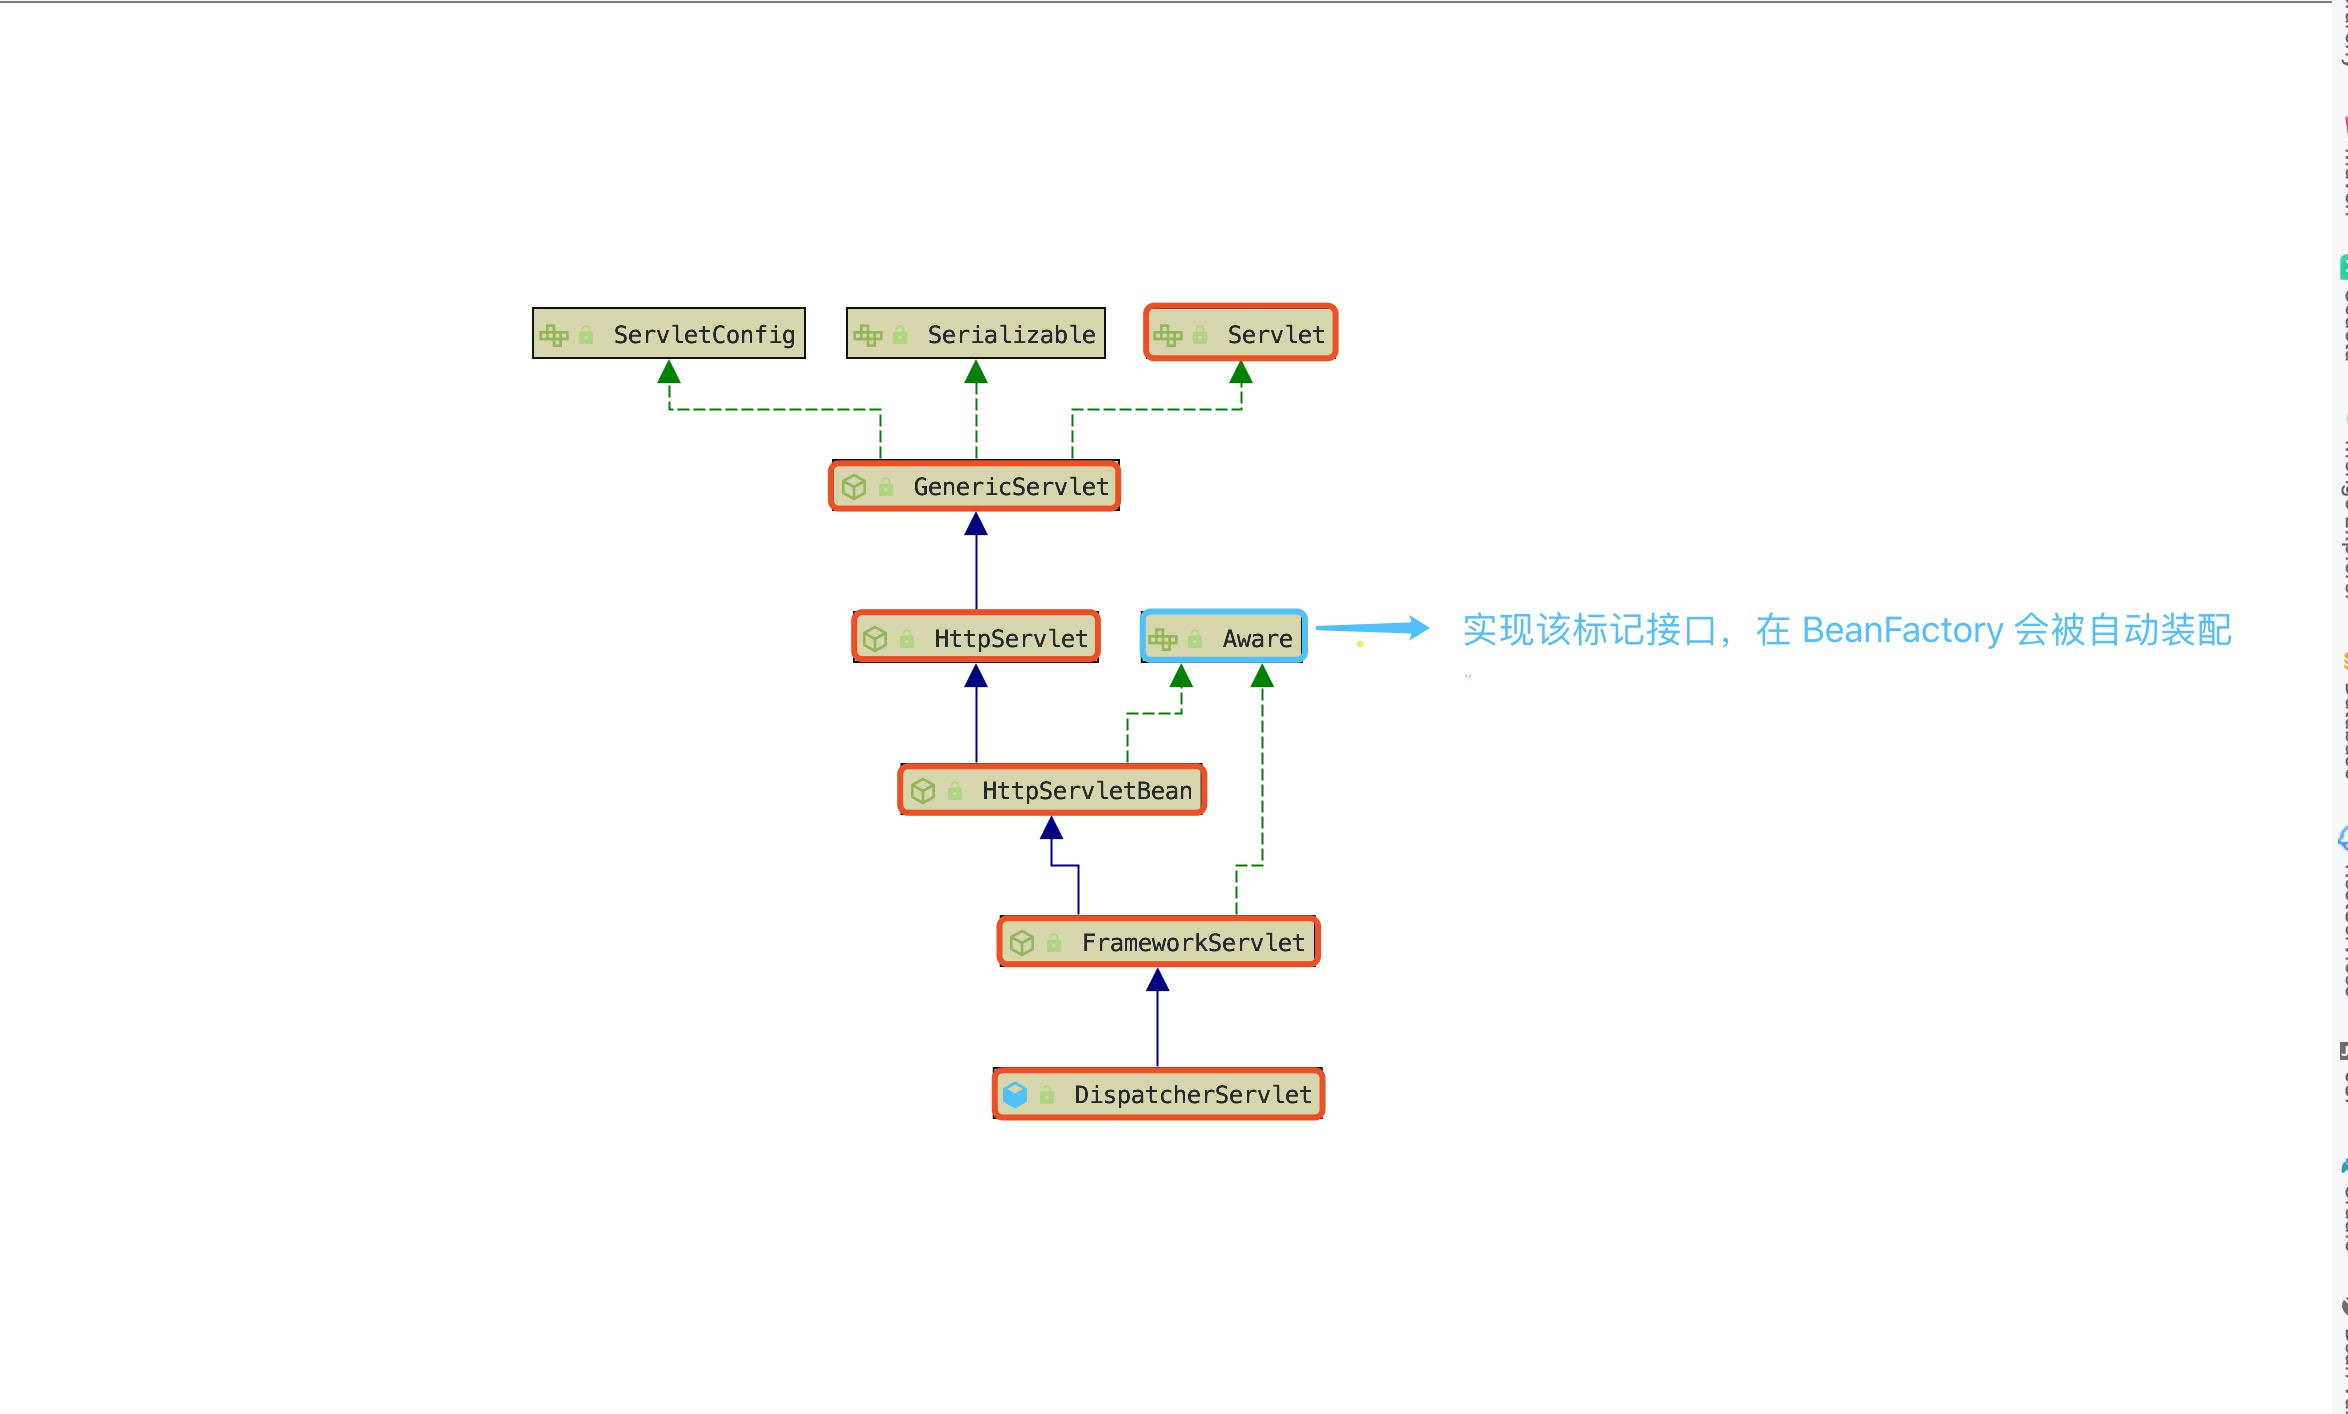 ServletConfig
Serializable
Servlet
GenericServlet
HttpServlet
Aware
实现该标记接口，在 BeanFactory 会被自动装配
HttpServletBean
FrameworkServlet
DispatcherServlet